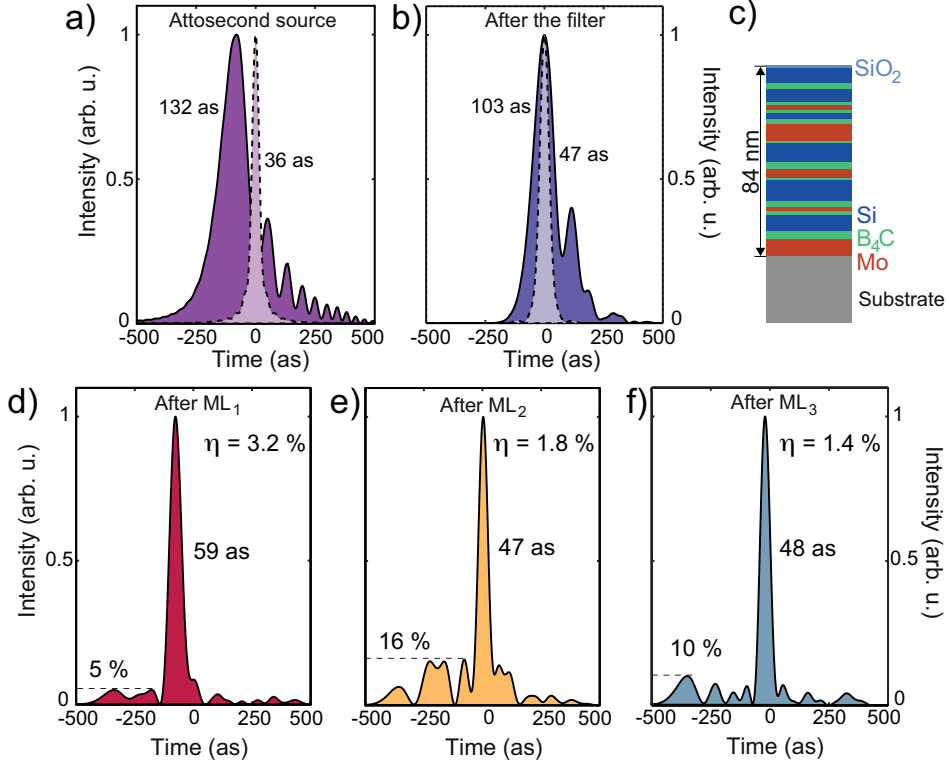 a)
Attosecond source
Intensity (arb. u.)
1
0.5
0
132 as
36 as
-500
-250
0
250
500
Time (as)
b)
After the filter
103 as
47 as
1
0.5
0
Intensity (arb. u.)
-500
-250
0
250
500
Time (as)
c)
84 nm
SiO2
Si
B4C
Mo
Substrate
d)
After ML1
η = 3.2 %
Intensity (arb. u.)
1
0.5
0
59 as
5 %
-500
-250
0
250
500
Time (as)
e)
After ML2
η = 1.8 %
47 as
16 %
-500
-250
0
250
500
Time (as)
f)
After ML3
η = 1.4 %
48 as
10 %
1
0.5
0
Intensity (arb. u.)
-500
-250
0
250
500
Time (as)